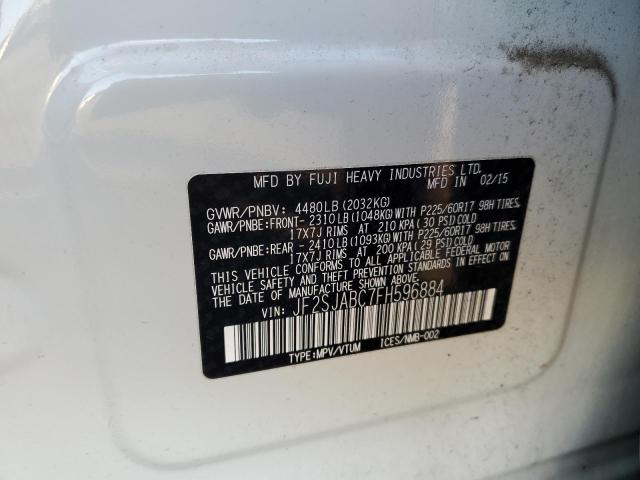 MFD BY FUJI HEAVY INDUSTRIES LTD.
MFD IN 02/15
GVWR/PNBV: 4480LB (2032KG)
GAWR/PNBE:FRONT- 2310LB (1048KG)WITH P225/60R17 98H TIRES,
17X7J RIMS AT 210 KPA (30 PSI)COLD
GAWR/PNBE:REAR -2410LB (1093KG)WITH P225/60R17 98H TIRES,
17X7J RIMS AT 200 KPA (29 PSI)COLD
THIS VEHICLE CONFORMS TO ALL APPLICABLE FEDERAL MOTOR
VEHICLE SAFETY STANDARDS IN EFFECT ON THE DATE OF
MANUFACTURE SHOWN ABOVE.
VIN: JF2SJABC7FH596884
TYPE:MPV/VTUM ICES/NMB-002